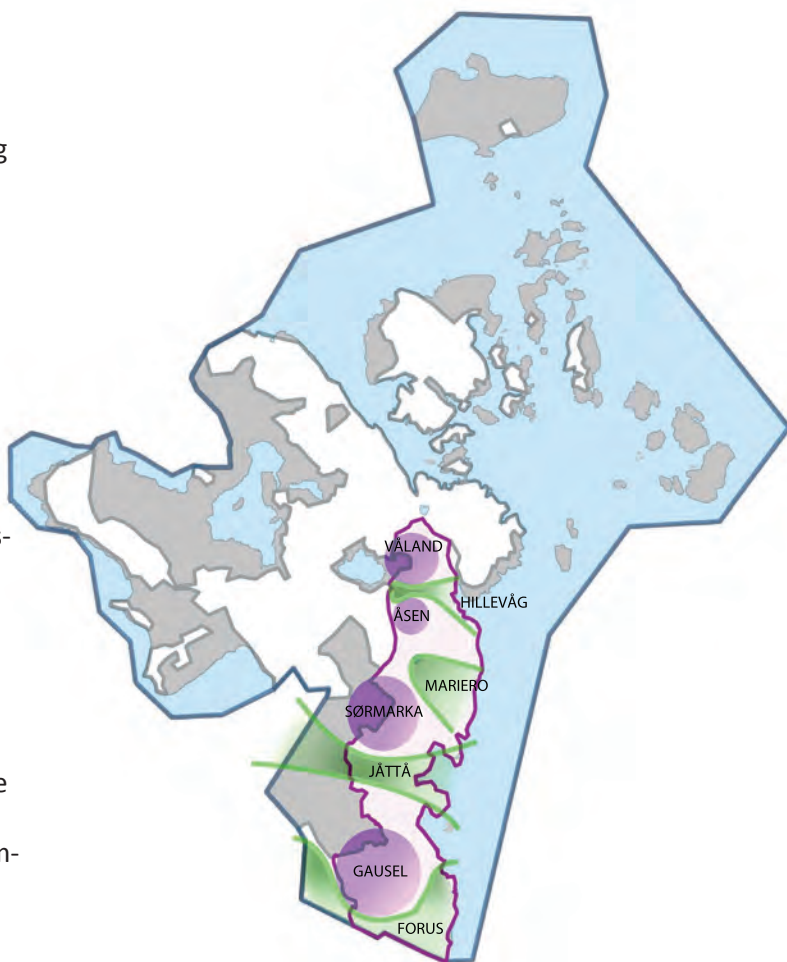 g
s-
e
n-
VÅLAND
HILLEVÅG
ÅSEN
MARIERO
SØRMARKA
JÅTTÅ
GAUSEL
FORUS